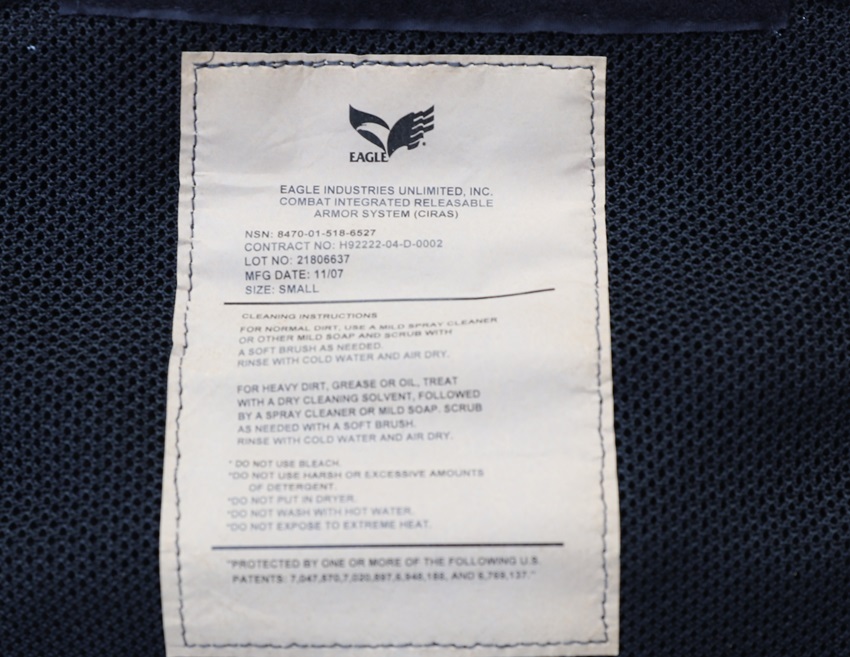 EAGLE
EAGLE INDUSTRIES UNLIMITED, INC.
COMBAT INTEGRATED RELEASABLE
ARMOR SYSTEM (CIRAS)
NSN: 8470-01-518-6527
CONTRACT NO: H92222-04-D-0002
LOT NO: 21806637
MFG DATE: 11/07
SIZE: SMALL
CLEANING INSTRUCTIONS
FOR NORMAL DIRT, USE A MILD SPRAY CLEANER
OR OTHER MILD SOAP AND SCRUB WITH
A SOFT BRUSH AS NEEDED.
RINSE WITH COLD WATER AND AIR DRY.
FOR HEAVY DIRT, GREASE OR OIL, TREAT
WITH A DRY CLEANING SOLVENT, FOLLOWED
BY A SPRAY CLEANER OR MILD SOAP. SCRUB
AS NEEDED WITH A SOFT BRUSH.
RINSE WITH COLD WATER AND AIR DRY.
* DO NOT USE BLEACH.
*DO NOT USE HARSH OR EXCESSIVE AMOUNTS
OF DETERGENT.
*DO NOT PUT IN DRYER.
*DO NOT WASH WITH HOT WATER.
*DO NOT EXPOSE TO EXTREME HEAT.
"PROTECTED BY ONE OR MORE OF THE FOLLOWING U.S.
PATENTS: AND